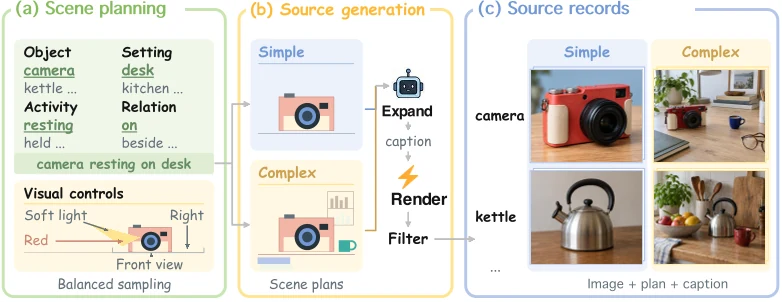 (a) Scene planning
Object
camera
kettle ...
Setting
desk
kitchen ...
Activity
resting
held ...
Relation
on
beside ...
camera resting on desk
Visual controls
Soft light
Right
Red
Front view
Balanced sampling
(b) Source generation
Simple
Complex
Scene plans
Expand
caption
Render
Filter
(c) Source records
Simple
Complex
camera
kettle
...
Image + plan + caption